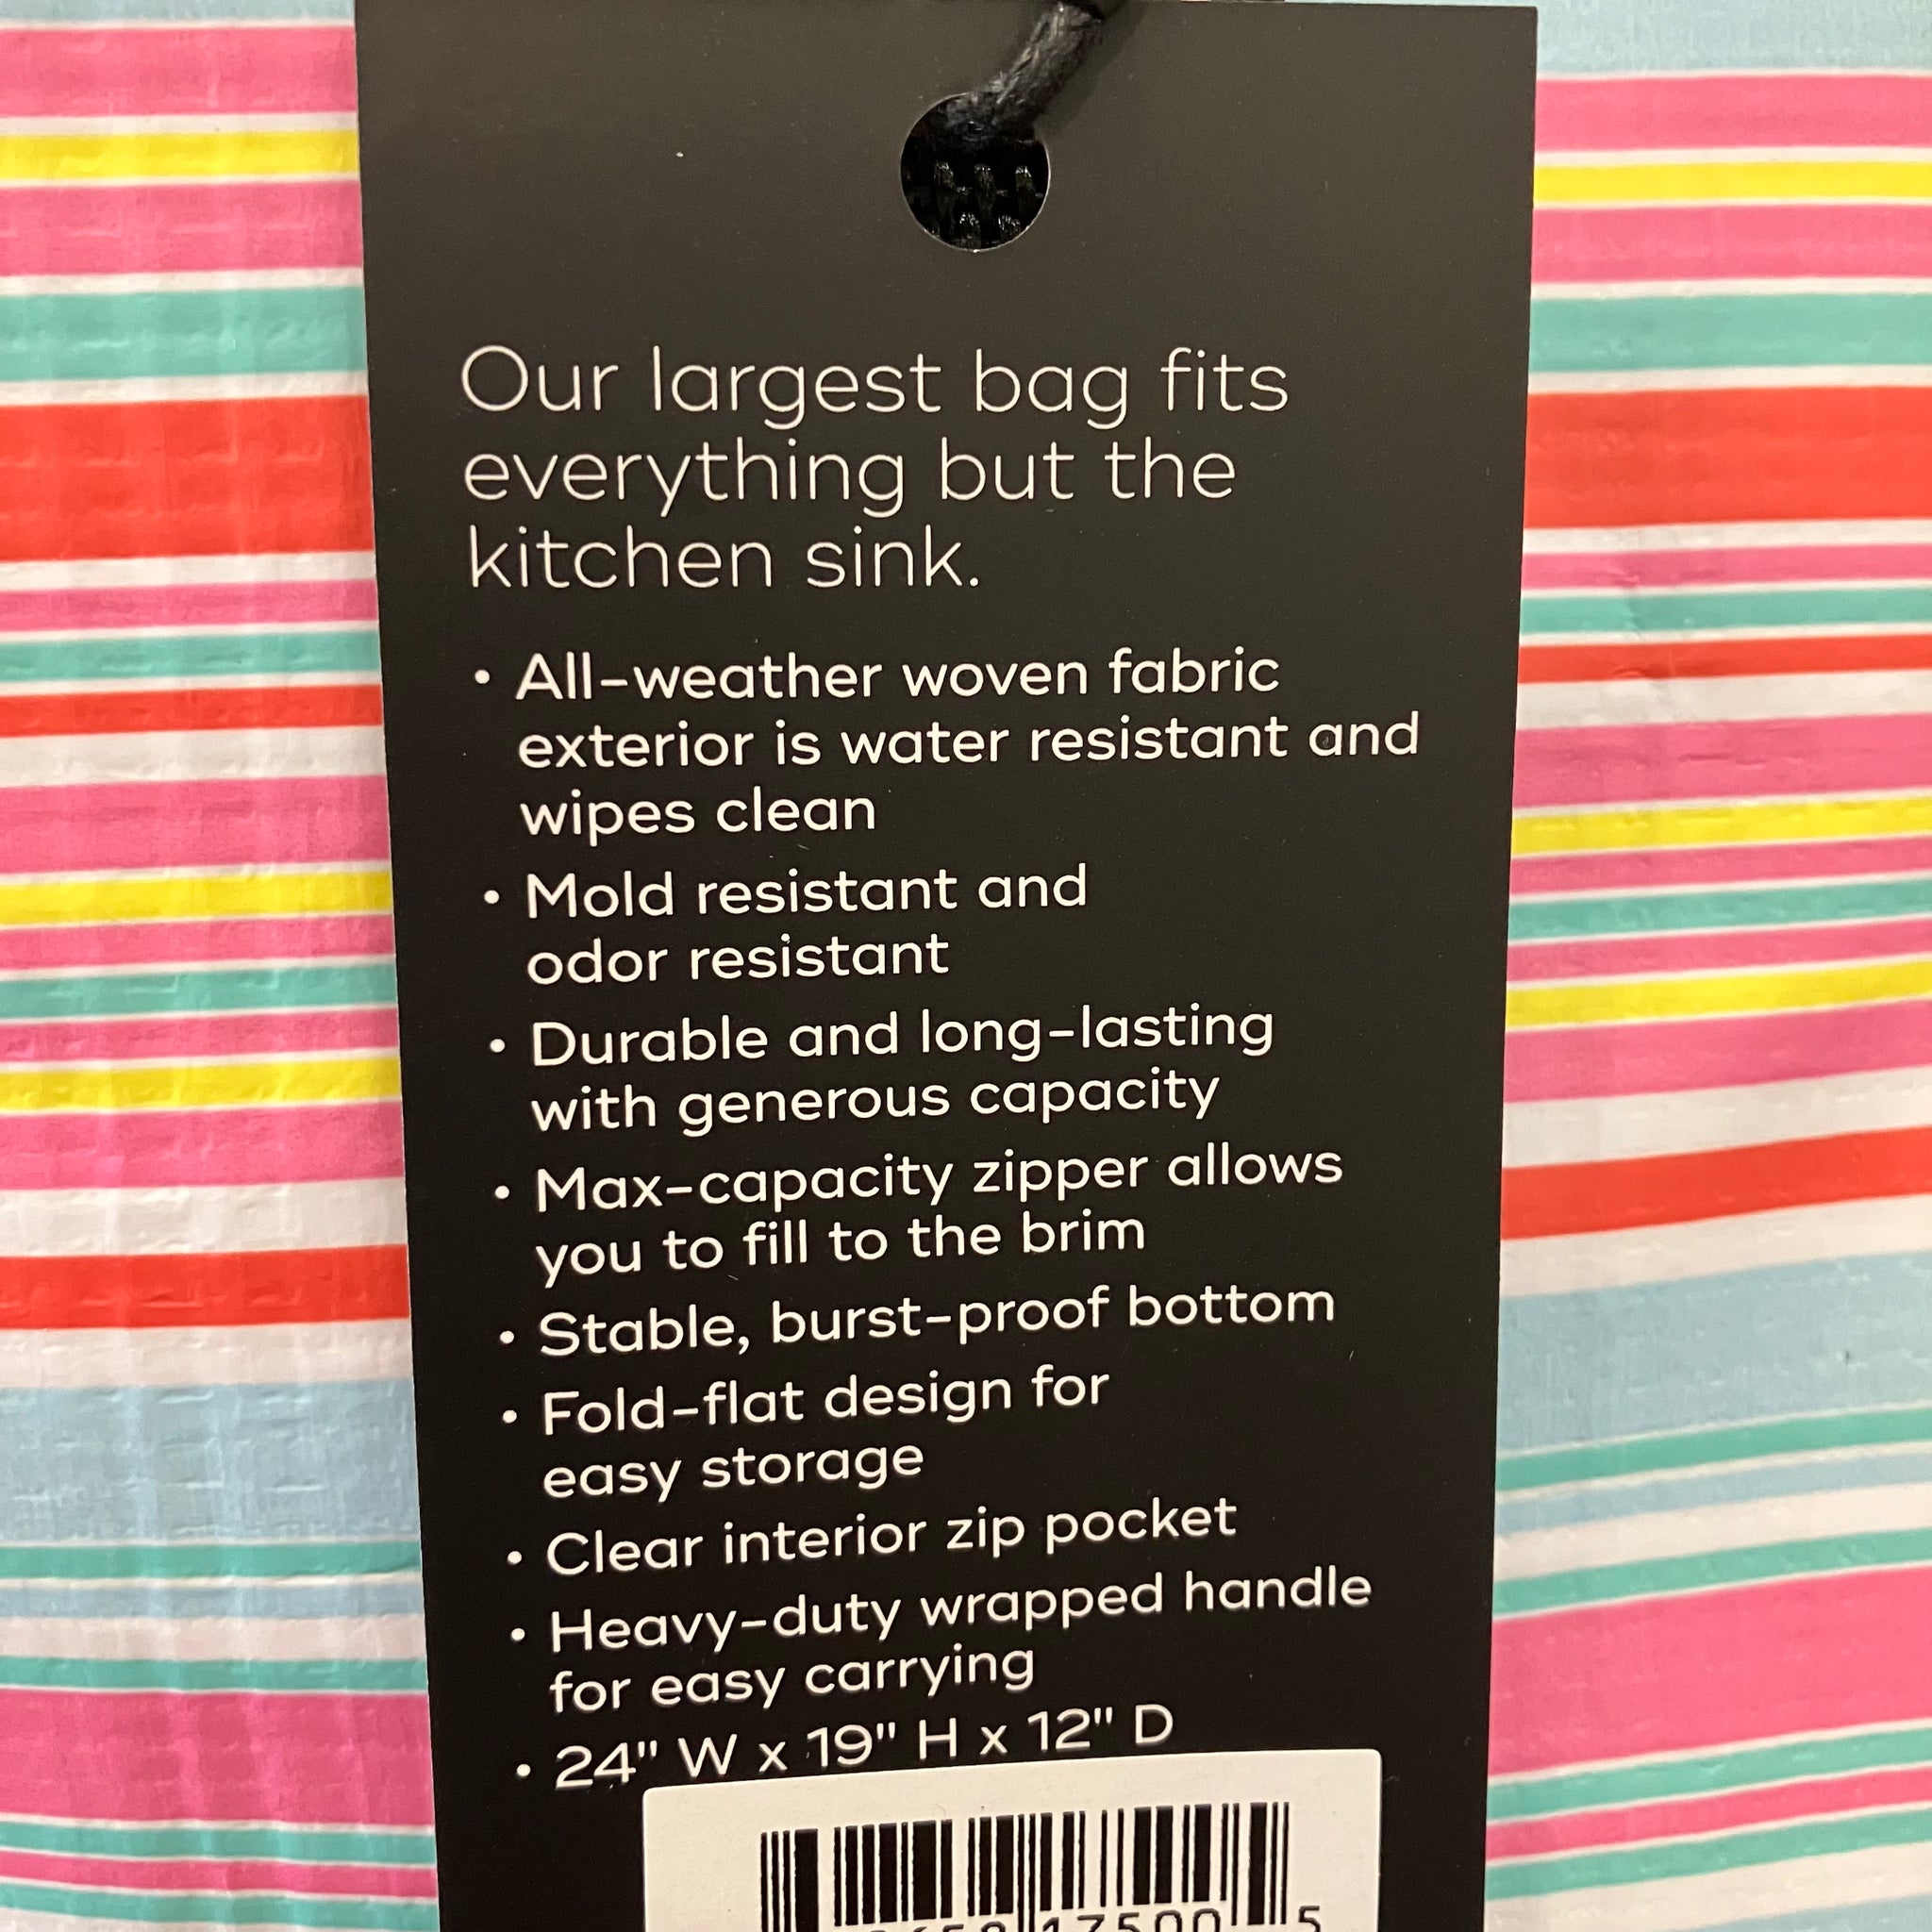 Our largest bag fits
everything but the
kitchen sink.
• All-weather woven fabric
exterior is water resistant and
wipes clean
• Mold resistant and
odor resistant
• Durable and long-lasting
with generous capacity
• Max-capacity zipper allows
you to fill to the brim
• Stable, burst-proof bottom
• Fold-flat design for
easy storage
• Clear interior zip pocket
• Heavy-duty wrapped handle
for easy carrying
• 24" W x 19" H x 12" D